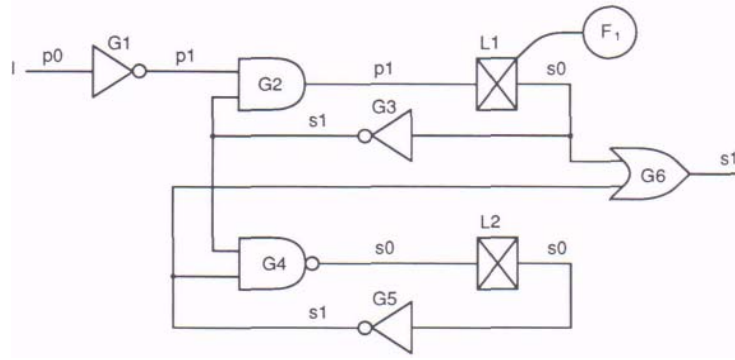 I p0 G1 p1 G2 p1 L1 s0 F1
s1 G3
G6 s1
G4 s0 L2 s0
s1 G5